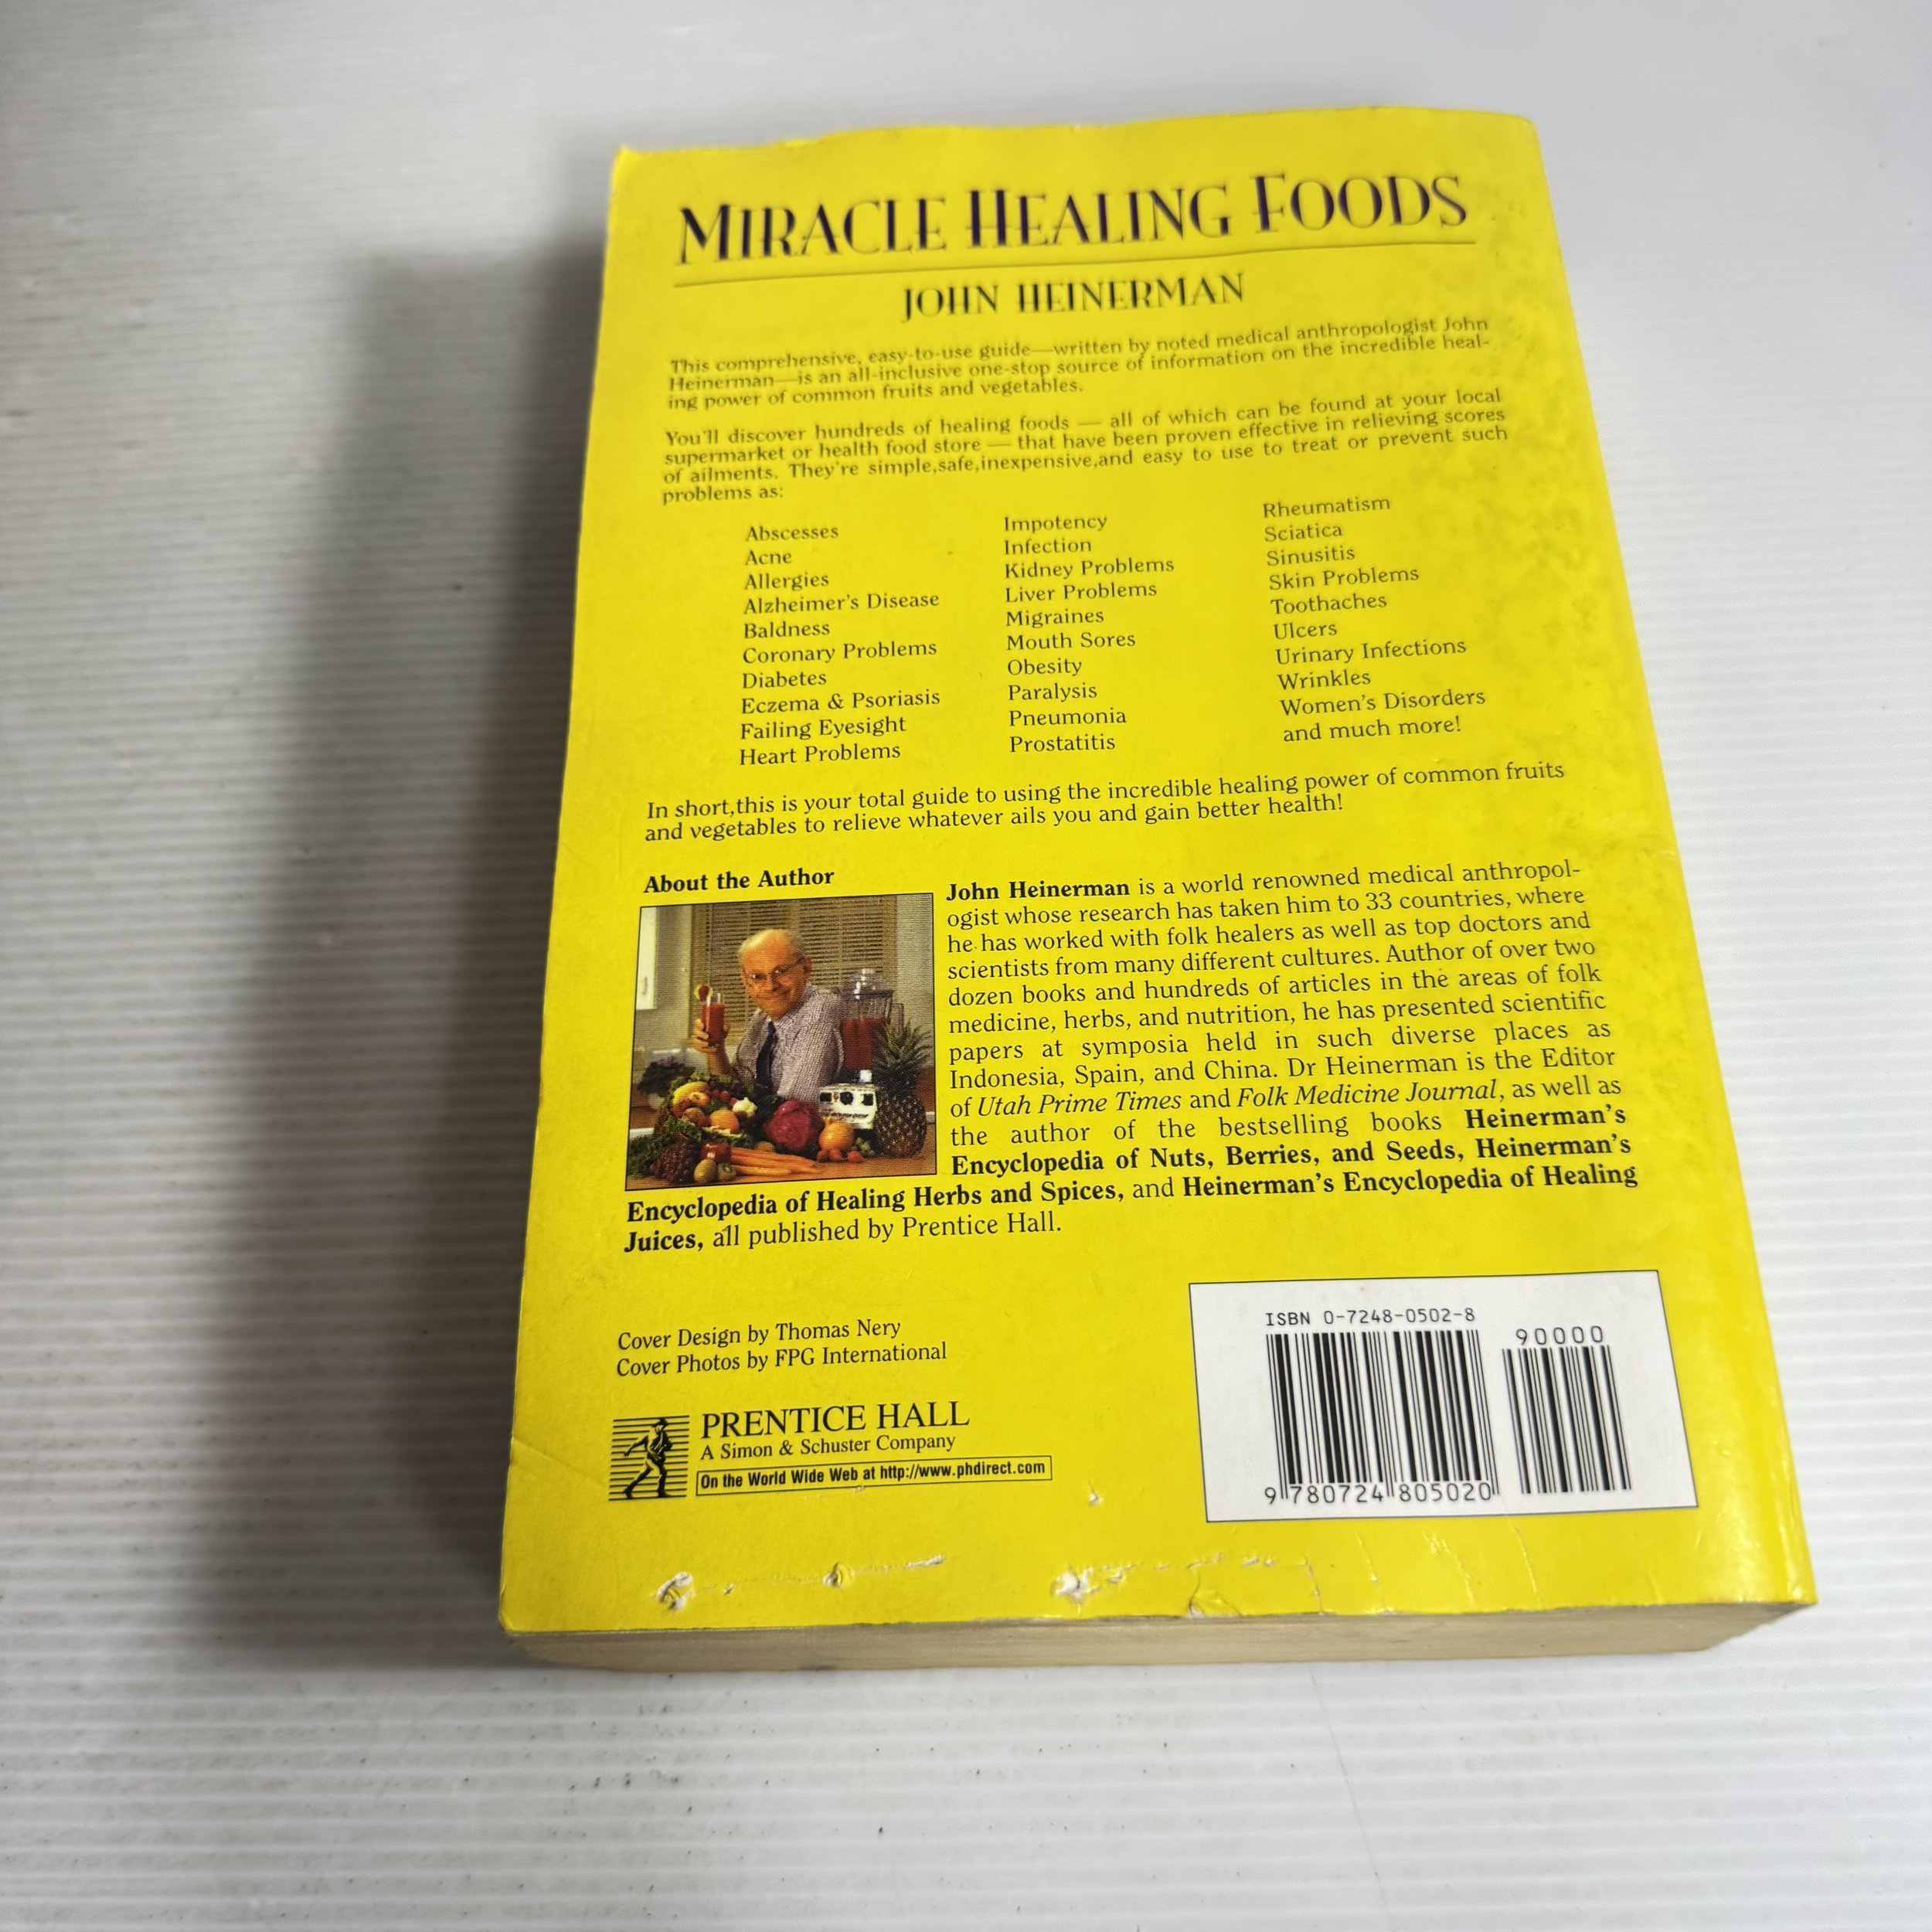 MIRACLE HEALING FOODS
JOHN HEINERMAN
This comprehensive, easy-to-use guide—written by noted medical anthropologist John
Heinerman—is an all-inclusive one-stop source of information on the incredible heal-
ing power of common fruits and vegetables.
You'll discover hundreds of healing foods — all of which can be found at your local
supermarket or health food store — that have been proven effective in relieving scores
of ailments. They're simple,safe,inexpensive,and easy to use to treat or prevent such
problems as:
Abscesses
Acne
Allergies
Alzheimer's Disease
Baldness
Coronary Problems
Diabetes
Eczema & Psoriasis
Failing Eyesight
Heart Problems
Impotency
Infection
Kidney Problems
Liver Problems
Migraines
Mouth Sores
Obesity
Paralysis
Pneumonia
Prostatitis
Rheumatism
Sciatica
Sinusitis
Skin Problems
Toothaches
Ulcers
Urinary Infections
Wrinkles
Women's Disorders
and much more!
In short,this is your total guide to using the incredible healing power of common fruits
and vegetables to relieve whatever ails you and gain better health!
About the Author
John Heinerman is a world renowned medical anthropol-
ogist whose research has taken him to 33 countries, where
he has worked with folk healers as well as top doctors and
scientists from many different cultures. Author of over two
dozen books and hundreds of articles in the areas of folk
medicine, herbs, and nutrition, he has presented scientific
papers at symposia held in such diverse places as
Indonesia, Spain, and China. Dr Heinerman is the Editor
of Utah Prime Times and Folk Medicine Journal, as well as
the author of the bestselling books Heinerman's
Encyclopedia of Nuts, Berries, and Seeds, Heinerman's
Encyclopedia of Healing Herbs and Spices, and Heinerman's Encyclopedia of Healing
Juices, all published by Prentice Hall.
Cover Design by Thomas Nery
Cover Photos by FPG International
PRENTICE HALL
A Simon & Schuster Company
On the World Wide Web at http://www.phdirect.com
ISBN 0-7248-0502-8
90000
9 780724 805020